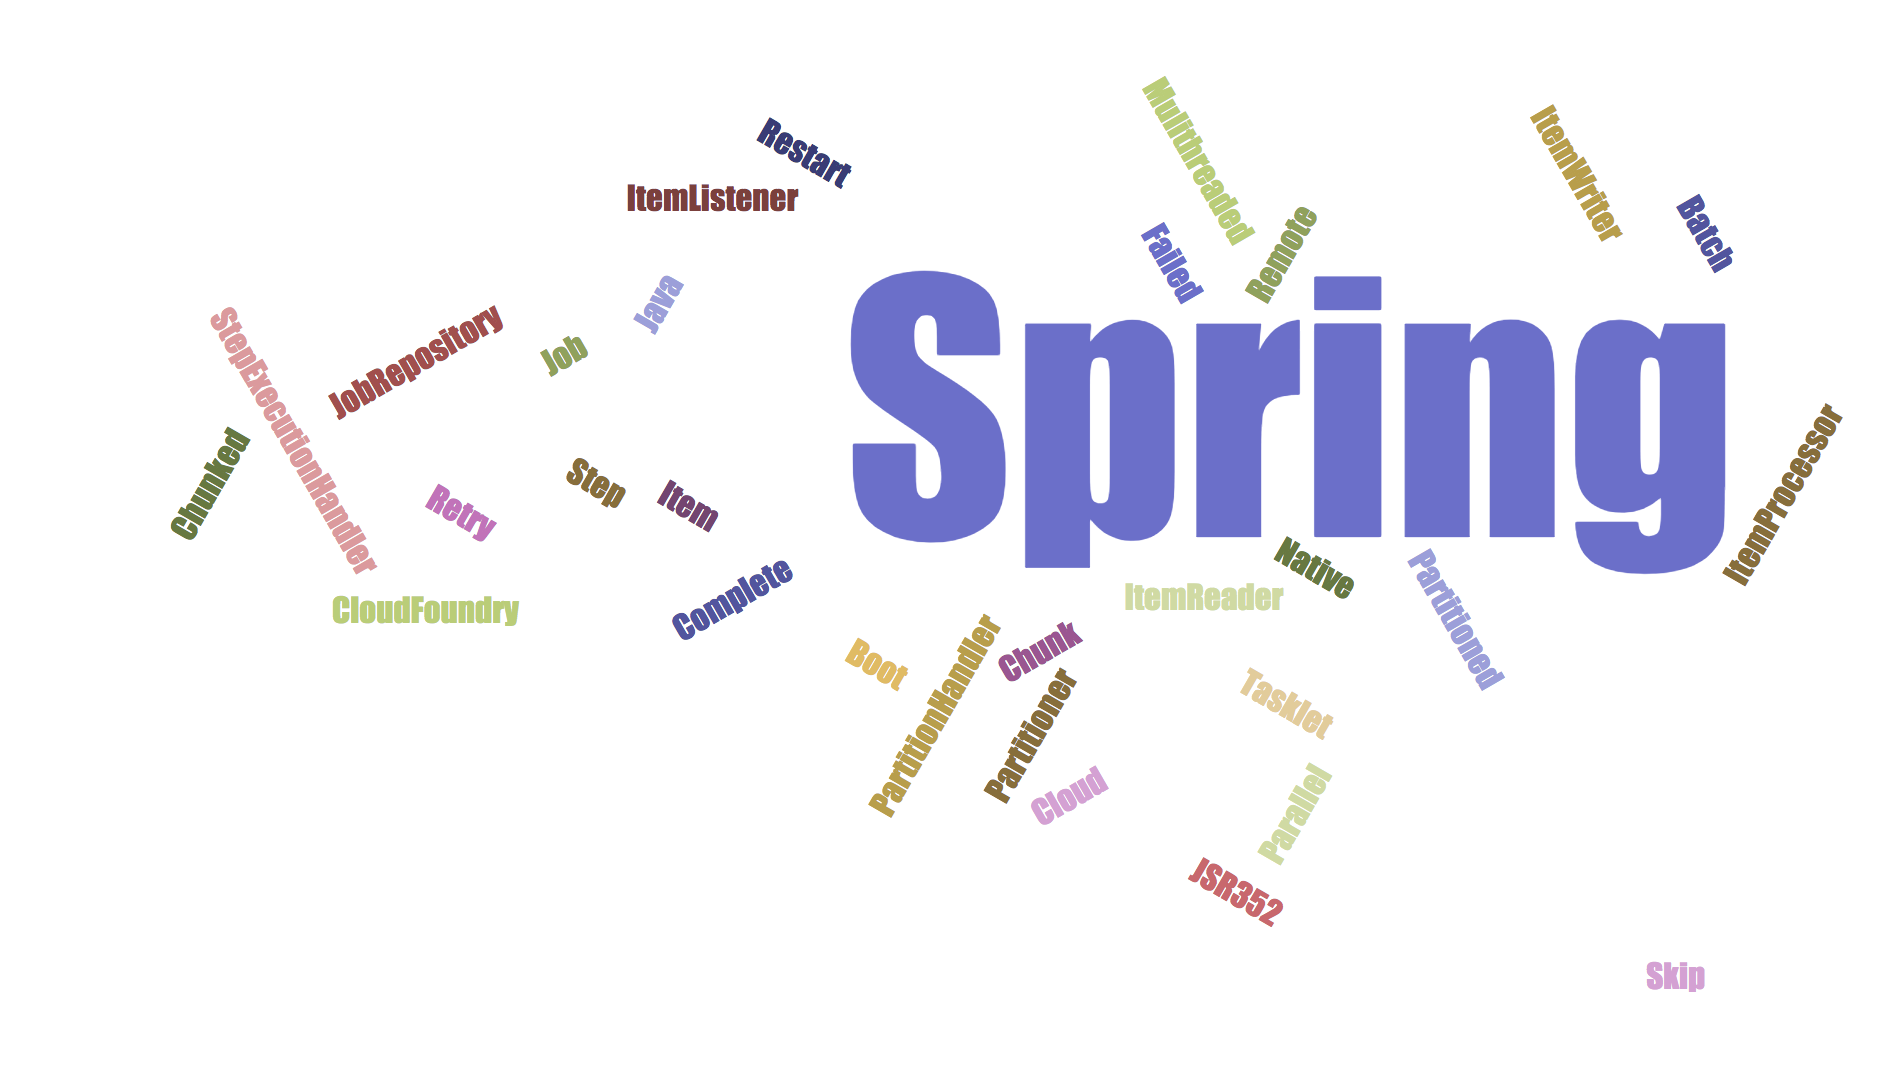 Multithreaded
ItemWriter
Restart
ItemListener
Batch
Failed
Remote
Java
Spring
StepExecutionHandler
JobRepository
Job
Chunked
Retry
Step
Item
ItemProcessor
Native
Partitioned
Complete
ItemReader
CloudFoundry
Boot
PartitionHandler
Chunk
Partitioner
Tasklet
Cloud
Parallel
JSR352
Skip